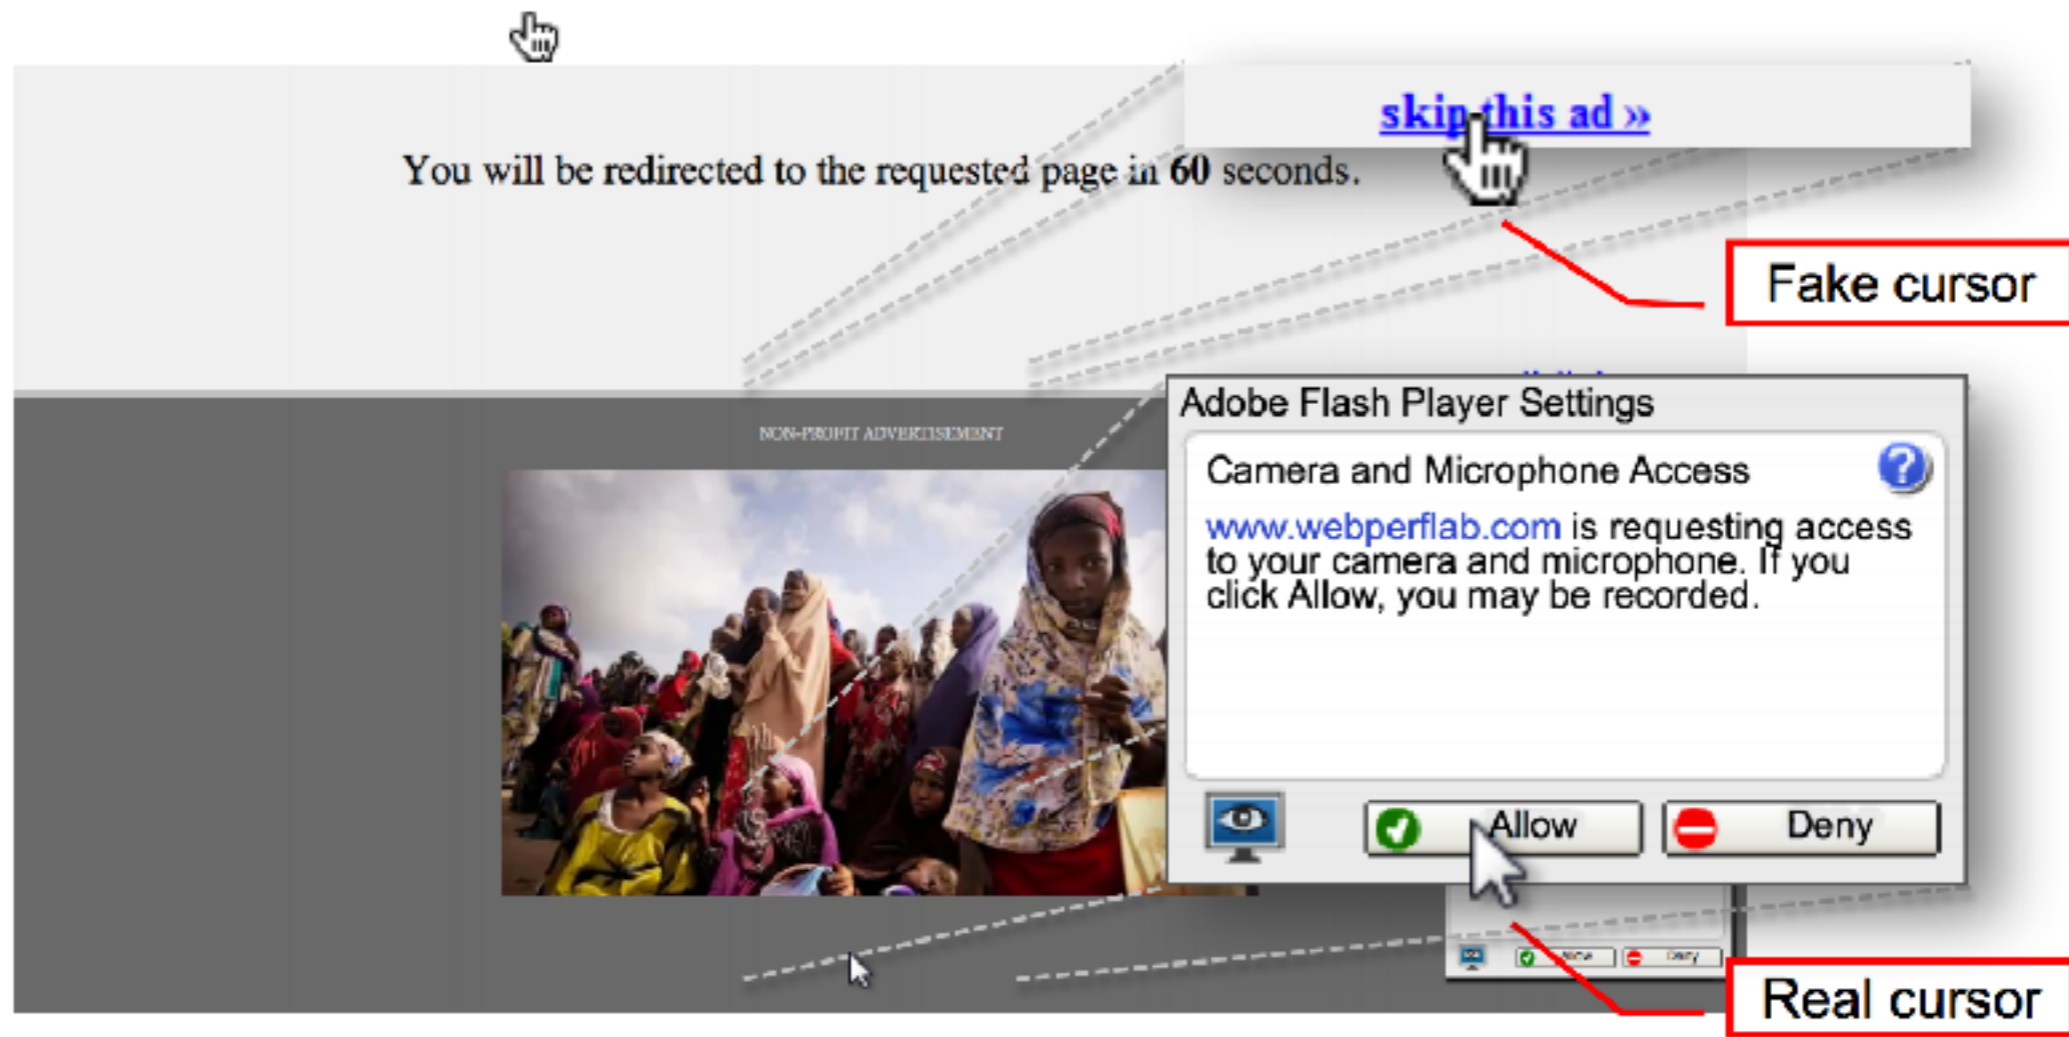 skip this ad »
You will be redirected to the requested page in 60 seconds.
Fake cursor
Adobe Flash Player Settings
NON-PROFIT ADVERTISEMENT
Camera and Microphone Access
www.webperflab.com is requesting access
to your camera and microphone. If you
click Allow, you may be recorded.
Allow Deny
Allow Deny
Real cursor